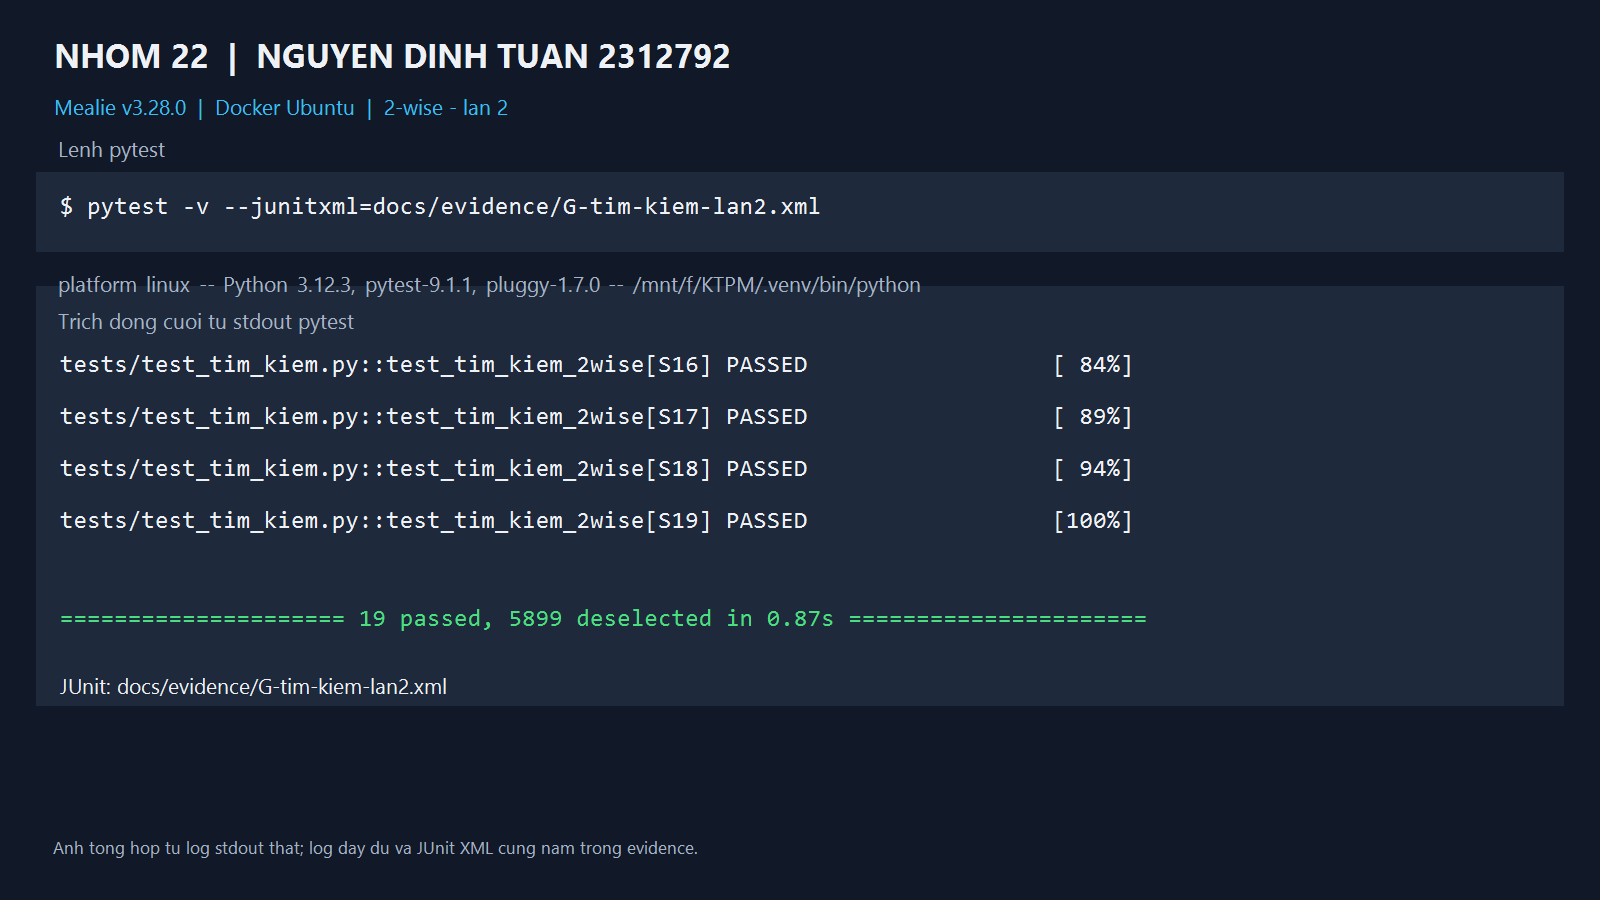 NHOM 22 | NGUYEN DINH TUAN 2312792
Mealie v3.28.0 | Docker Ubuntu | 2-wise - lan 2
Lenh pytest
$ pytest -v --junitxml=docs/evidence/G-tim-kiem-lan2.xml
platform linux -- Python 3.12.3, pytest-9.1.1, pluggy-1.7.0 -- /mnt/f/KTPM/.venv/bin/python
Trich dong cuoi tu stdout pytest
tests/test_tim_kiem.py::test_tim_kiem_2wise[S16] PASSED [ 84%]
tests/test_tim_kiem.py::test_tim_kiem_2wise[S17] PASSED [ 89%]
tests/test_tim_kiem.py::test_tim_kiem_2wise[S18] PASSED [ 94%]
tests/test_tim_kiem.py::test_tim_kiem_2wise[S19] PASSED [100%]
===================== 19 passed, 5899 deselected in 0.87s ======================
JUnit: docs/evidence/G-tim-kiem-lan2.xml
Anh tong hop tu log stdout that; log day du va JUnit XML cung nam trong evidence.